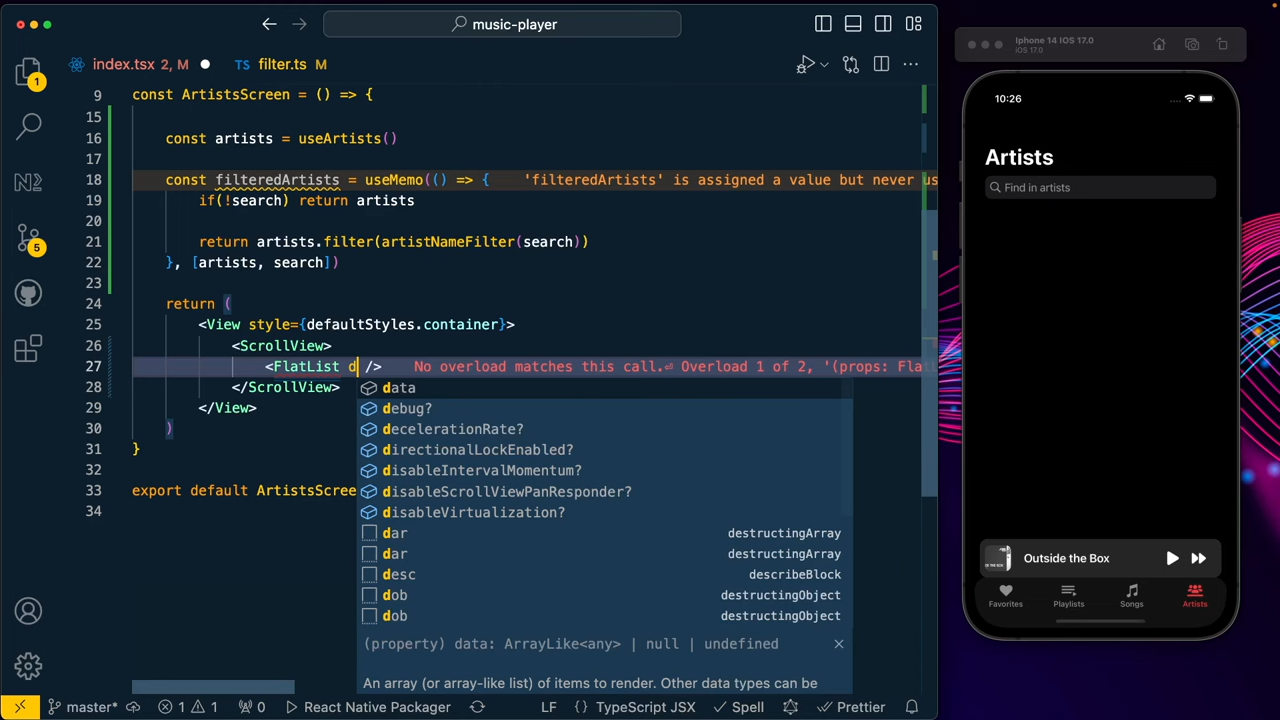 music-player
index.tsx 2, M
TS filter.ts M
9 const ArtistsScreen = () => {
15
16 const artists = useArtists()
17
18 const filteredArtists = useMemo(() => { 'filteredArtists' is assigned a value but never us
19 if(!search) return artists
20
21 return artists.filter(artistNameFilter(search))
22 }, [artists, search])
23
24 return (
25 <View style={defaultStyles.container}>
26 <ScrollView>
27 <FlatList d /> No overload matches this call.⏎ Overload 1 of 2, '(props: Flat
28 </ScrollView>
29 </View>
30 )
31 }
32
33 export default ArtistsScree
34
data
debug?
decelerationRate?
directionalLockEnabled?
disableIntervalMomentum?
disableScrollViewPanResponder?
disableVirtualization?
dar destructingArray
dar destructingArray
desc describeBlock
dob destructingObject
dob destructingObject
(property) data: ArrayLike<any> | null | undefined
An array (or array-like list) of items to render. Other data types can be
1
5
master* 1 1 0 React Native Packager LF {} TypeScript JSX Spell Prettier
Iphone 14 IOS 17.0
iOS 17.0
10:26
Artists
Find in artists
Outside the Box
Favorites Playlists Songs Artists